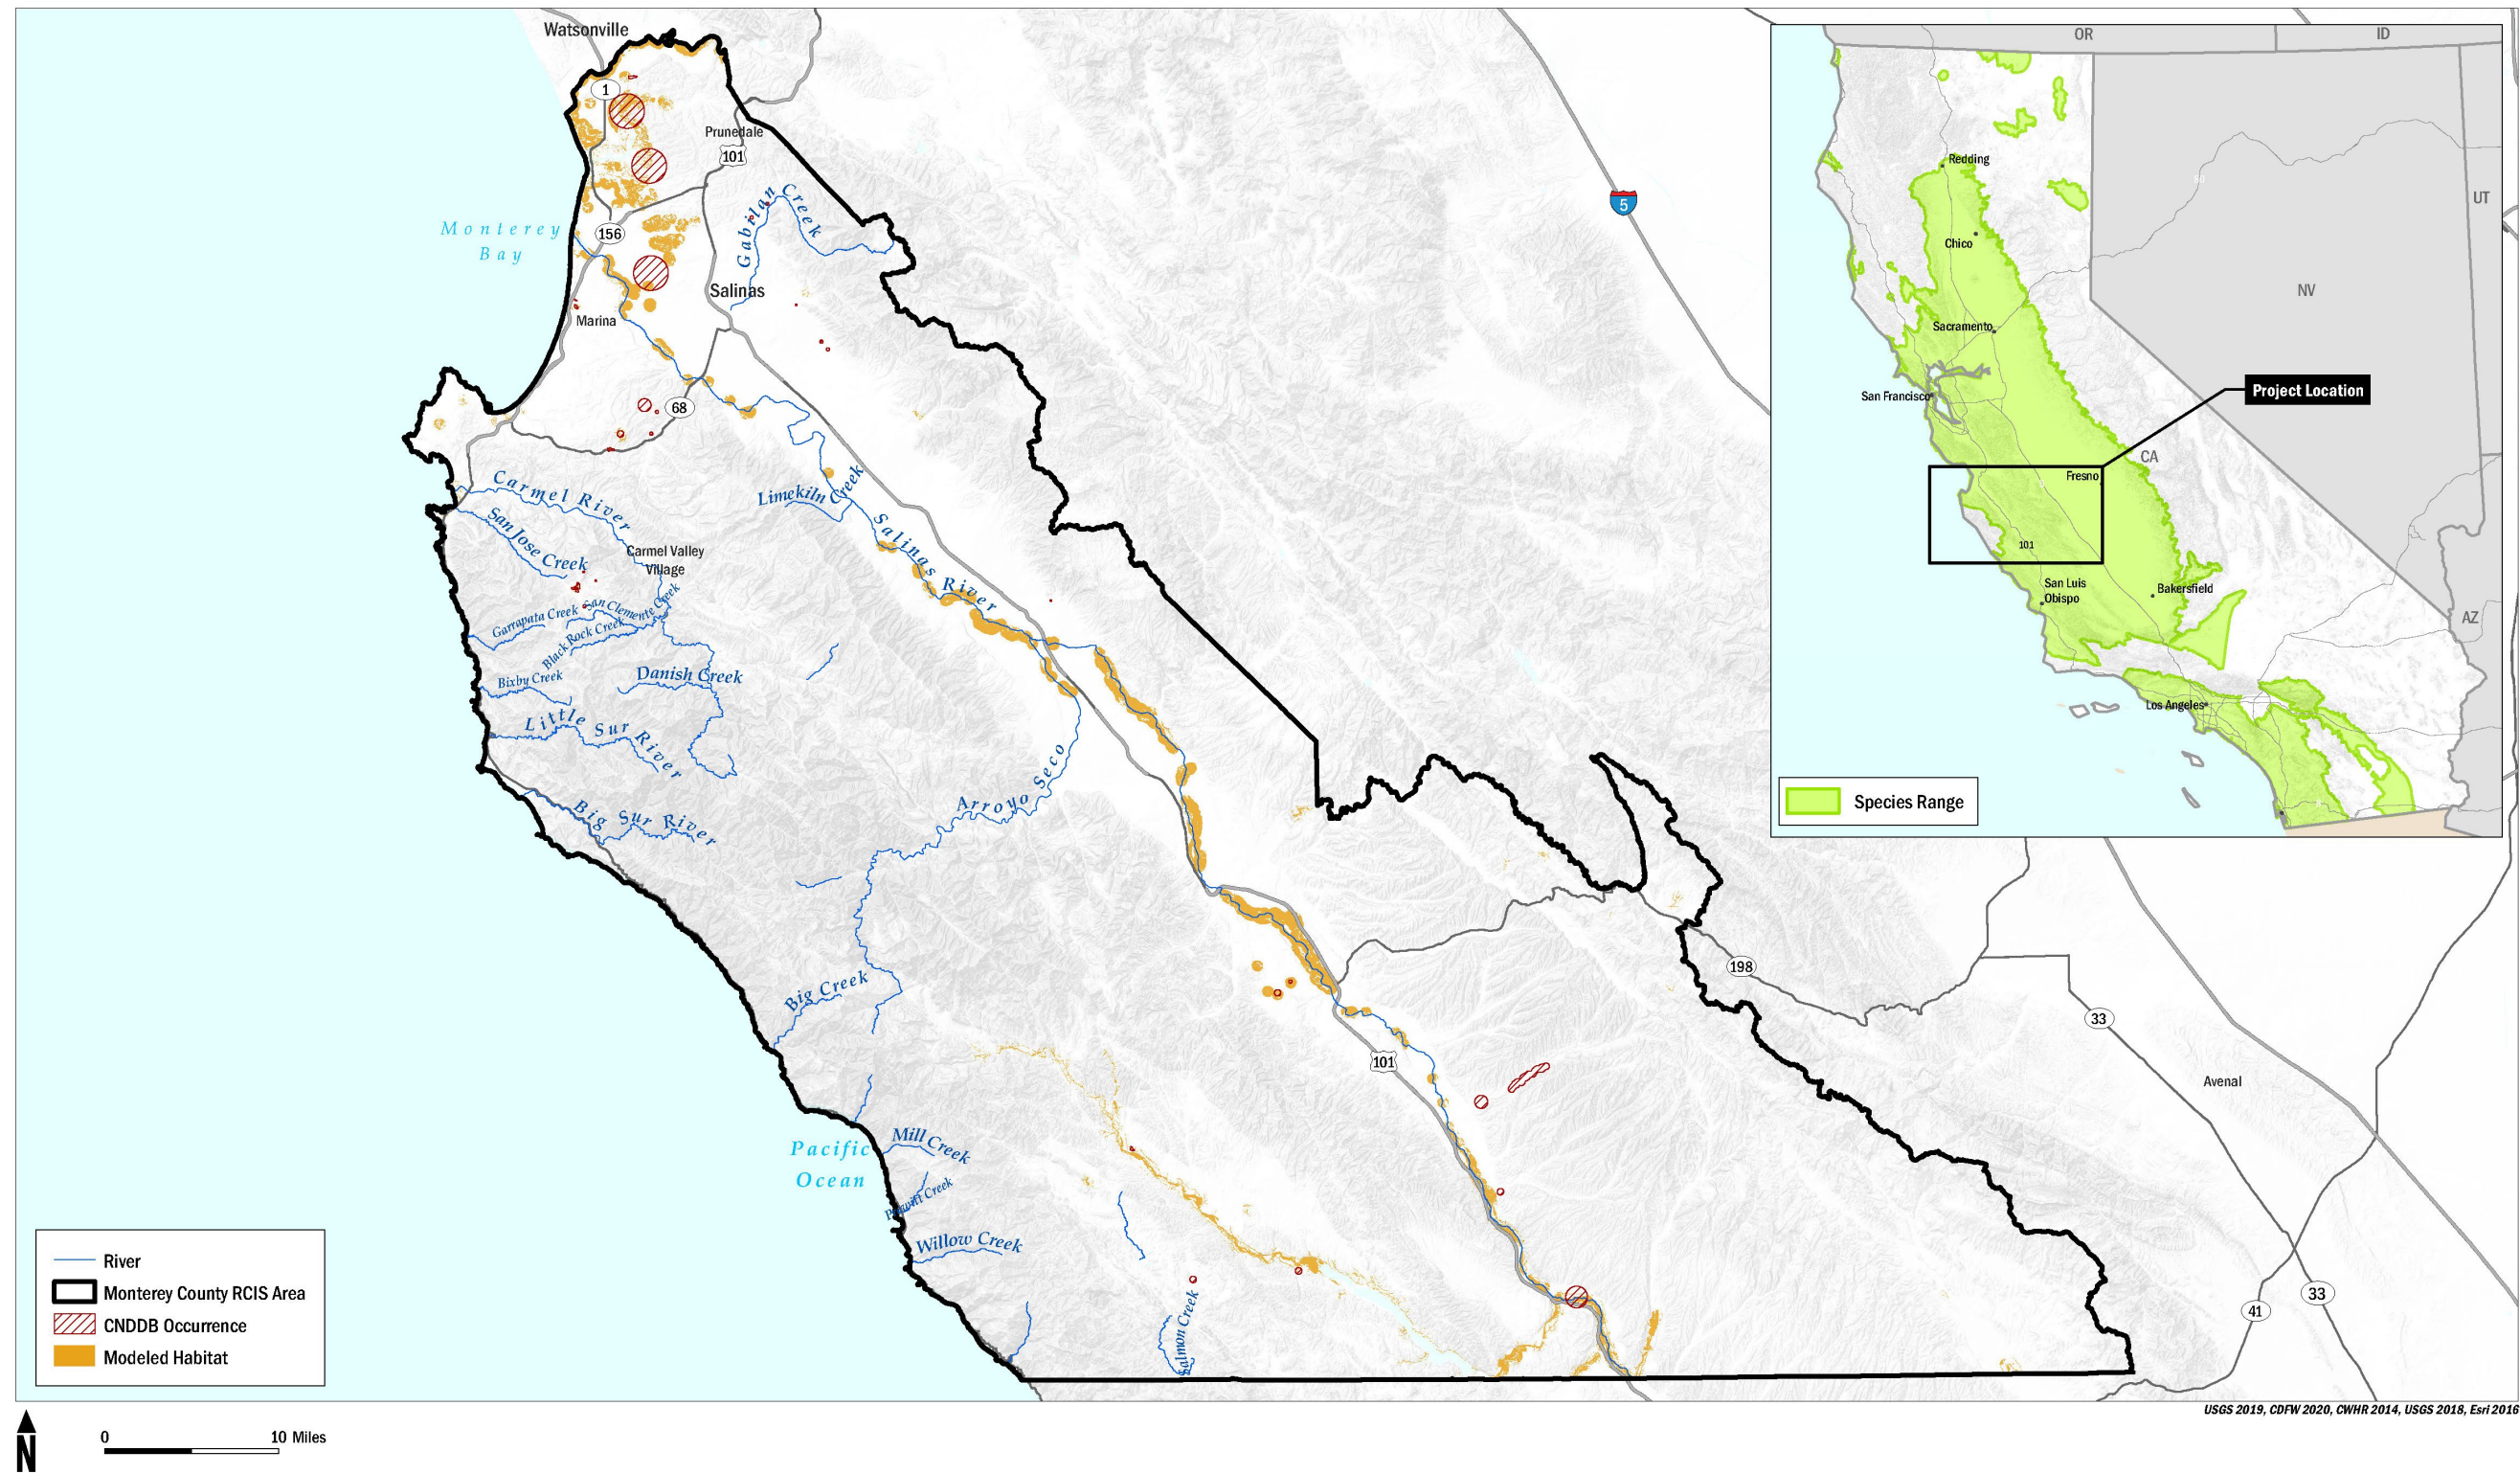 Watsonville
1
Prunedale
101
Gabilan Creek
Monterey
Bay
156
Salinas
Marina
68
5
Carmel River
San Jose Creek
Carmel Valley
Village
Limekiln Creek
Salinas River
Garrapata Creek
San Clemente Creek
Black Rock Creek
Bixby Creek
Danish Creek
Little Sur River
Arroyo Seco
Big Sur River
Big Creek
198
33
101
Avenal
Pacific
Ocean
Mill Creek
Willow Creek
Salmon Creek
41
33
OR
ID
Redding
UT
Chico
NV
Sacramento
San Francisco
Project Location
CA
Fresno
101
San Luis
Obispo
Bakersfield
AZ
Los Angeles
Species Range
River
Monterey County RCIS Area
CNDDB Occurrence
Modeled Habitat
USGS 2019, CDFW 2020, CWHR 2014, USGS 2018, Esri 2016
N
0 10 Miles